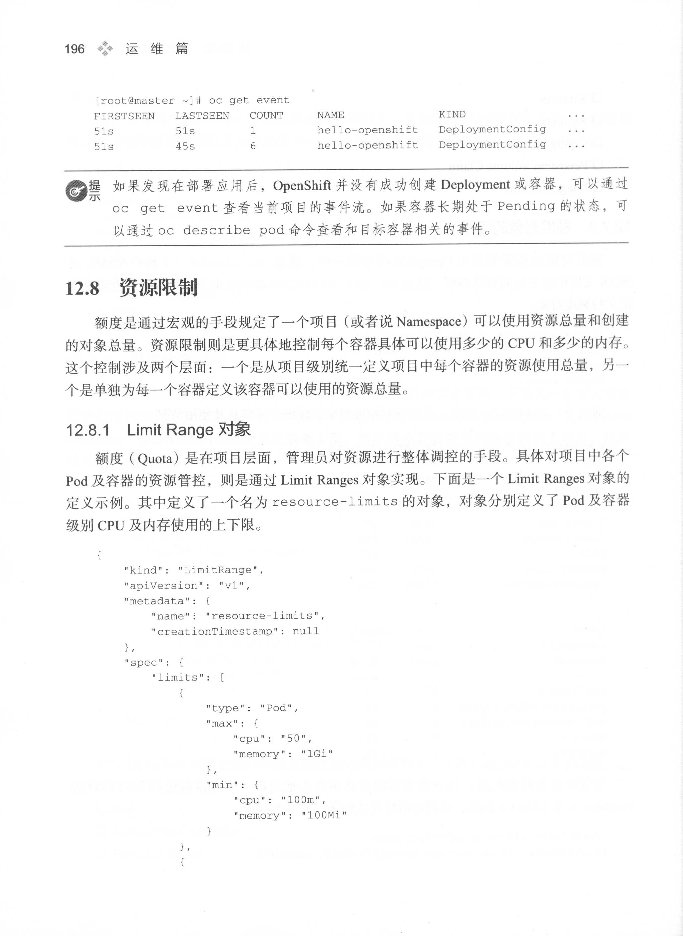 196 运维篇
[root@master ~]# oc get event
FIRSTSEEN LASTSEEN COUNT NAME KIND ...
51s 51s 1 hello-openshift DeploymentConfig ...
51s 45s 6 hello-openshift DeploymentConfig ...
提示 如果发现在部署应用后，OpenShift 并没有成功创建 Deployment 或容器，可以通过
oc get event 查看当前项目的事件流。如果容器长期处于 Pending 的状态，可
以通过 oc describe pod 命令查看和目标容器相关的事件。
12.8 资源限制
额度是通过宏观的手段规定了一个项目（或者说 Namespace）可以使用资源总量和创建
的对象总量。资源限制则是更具体地控制每个容器具体可以使用多少的 CPU 和多少的内存。
这个控制涉及两个层面：一个是从项目级别统一定义项目中每个容器的资源使用总量，另一
个是单独为每一个容器定义该容器可以使用的资源总量。
12.8.1 Limit Range 对象
额度（Quota）是在项目层面，管理员对资源进行整体调控的手段。具体对项目中各个
Pod 及容器的资源管控，则是通过 Limit Ranges 对象实现。下面是一个 Limit Ranges 对象的
定义示例。其中定义了一个名为 resource-limits 的对象，对象分别定义了 Pod 及容器
级别 CPU 及内存使用的上下限。
{
"kind": "LimitRange",
"apiVersion": "v1",
"metadata": {
"name": "resource-limits",
"creationTimestamp": null
},
"spec": {
"limits": [
{
"type": "Pod",
"max": {
"cpu": "50",
"memory": "1Gi"
},
"min": {
"cpu": "100m",
"memory": "100Mi"
}
},
{